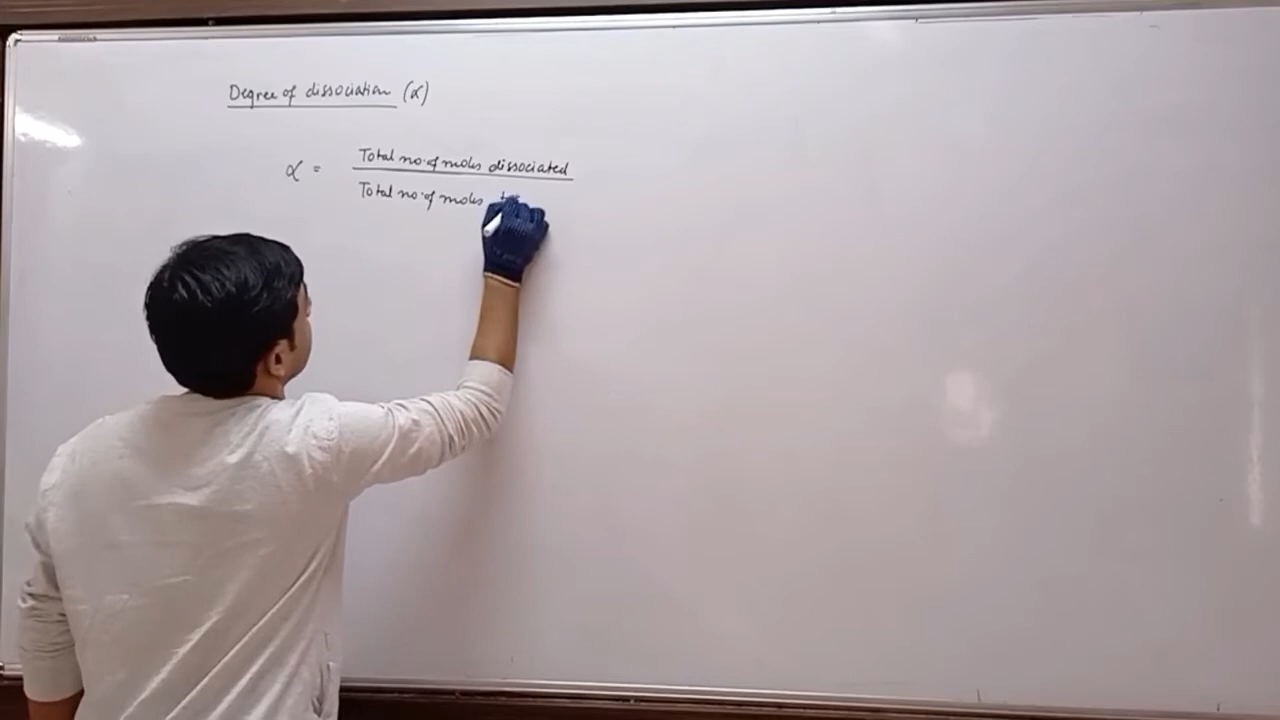 Degree of dissociation (α)
α = Total no. of moles dissociated
Total no. of moles